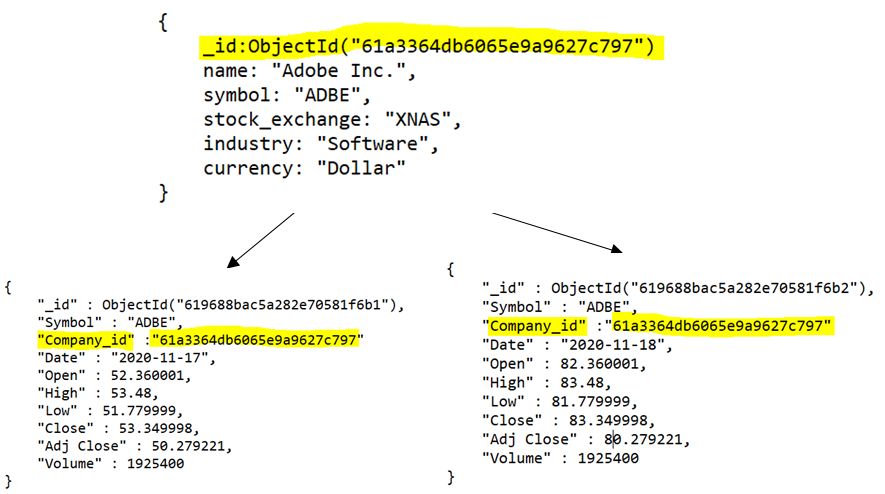 {
_id:ObjectId("61a3364db6065e9a9627c797")
name: "Adobe Inc.",
symbol: "ADBE",
stock_exchange: "XNAS",
industry: "Software",
currency: "Dollar"
}
{
"_id" : ObjectId("619688bac5a282e70581f6b1"),
"Symbol" : "ADBE",
"Company_id" :"61a3364db6065e9a9627c797"
"Date" : "2020-11-17",
"Open" : 52.360001,
"High" : 53.48,
"Low" : 51.779999,
"Close" : 53.349998,
"Adj Close" : 50.279221,
"Volume" : 1925400
}
{
"_id" : ObjectId("619688bac5a282e70581f6b2"),
"Symbol" : "ADBE",
"Company_id" :"61a3364db6065e9a9627c797"
"Date" : "2020-11-18",
"Open" : 82.360001,
"High" : 83.48,
"Low" : 81.779999,
"Close" : 83.349998,
"Adj Close" : 80.279221,
"Volume" : 1925400
}